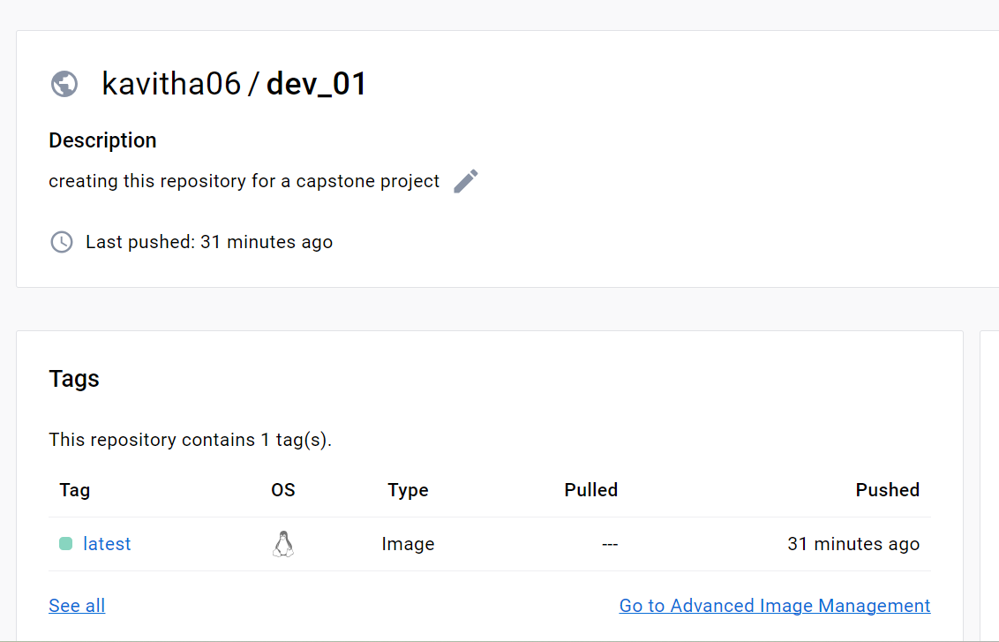 kavitha06 / dev_01
Description
creating this repository for a capstone project
Last pushed: 31 minutes ago
Tags
This repository contains 1 tag(s).
Tag OS Type Pulled Pushed
latest Image --- 31 minutes ago
See all Go to Advanced Image Management